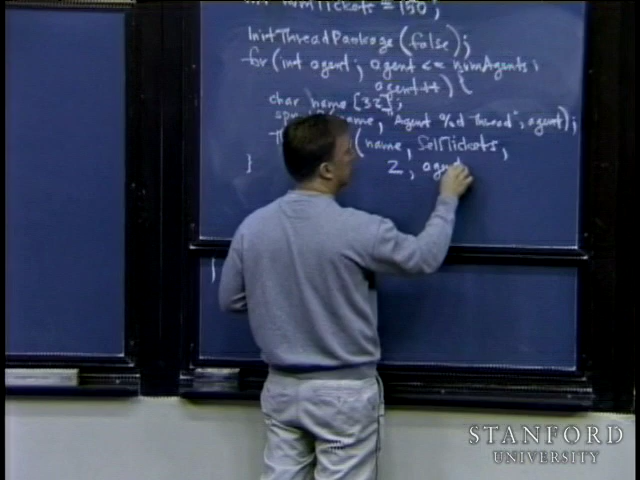 numTickets = 150;
InitThreadPackage(false);
for (int agent; agent <= numAgents;
agent++) {
char name[32];
name, "Agent %d Thread", agent);
(name, SellTickets,
} 2, agent
}
STANFORD
UNIVERSITY